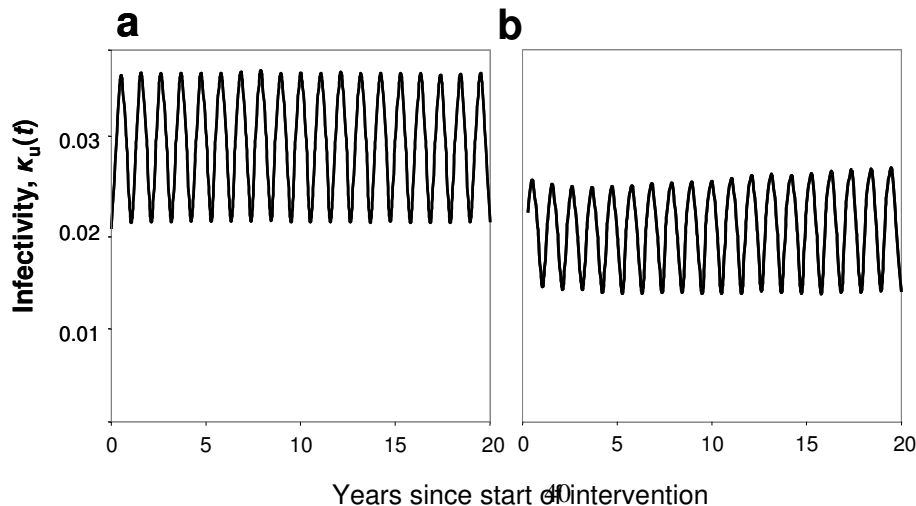 a
b
Infectivity, κu(t)
0.03
0.02
0.01
0 5 10 15 20
0 5 10 15 20
Years since start of intervention
40